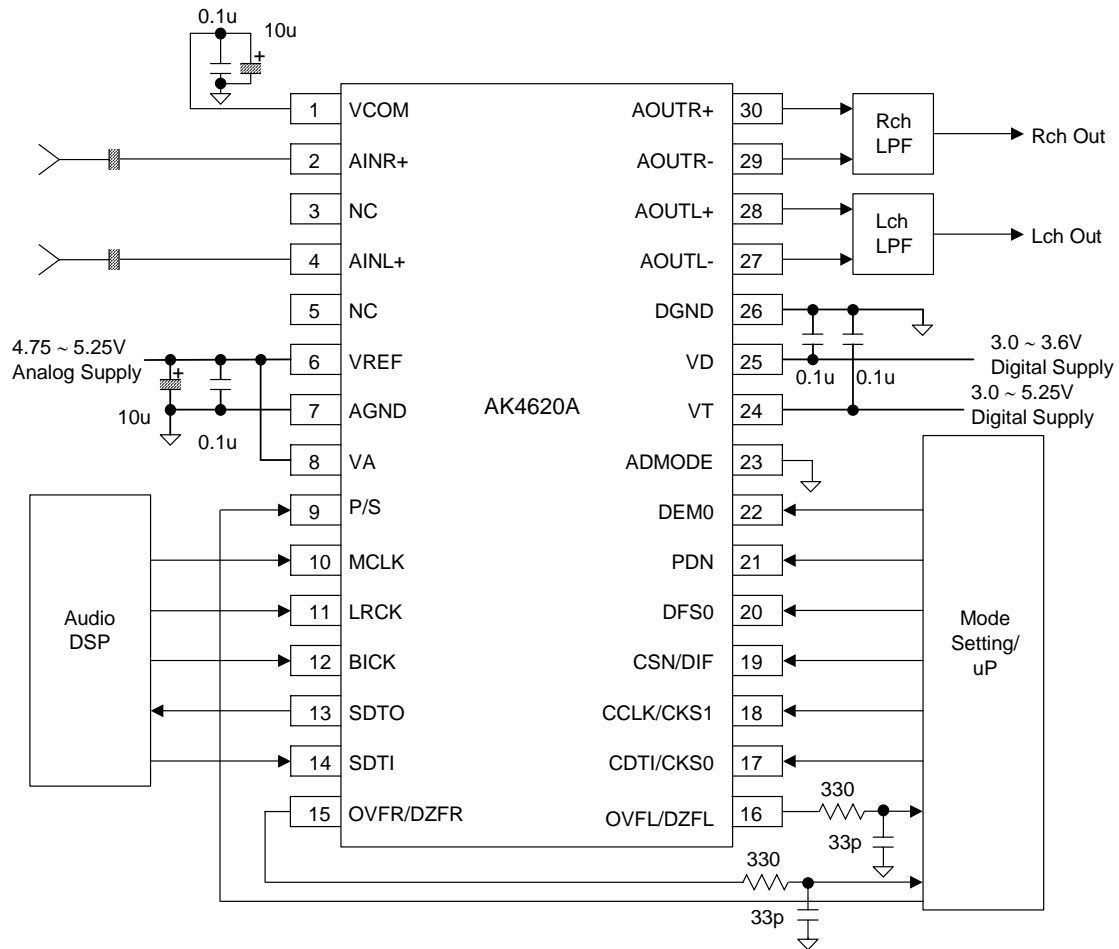 0.1u
10u
+
1 VCOM AOUTR+ 30
Rch
LPF
Rch Out
2 AINR+ AOUTR- 29
3 NC AOUTL+ 28
Lch
LPF
Lch Out
4 AINL+ AOUTL- 27
5 NC DGND 26
4.75 ~ 5.25V
Analog Supply
6 VREF VD 25
3.0 ~ 3.6V
Digital Supply
+
10u
0.1u
0.1u
0.1u
7 AGND AK4620A VT 24
3.0 ~ 5.25V
Digital Supply
8 VA ADMODE 23
9 P/S DEM0 22
10 MCLK PDN 21
Audio
DSP
11 LRCK DFS0 20
Mode
Setting/
uP
12 BICK CSN/DIF 19
13 SDTO CCLK/CKS1 18
14 SDTI CDTI/CKS0 17
15 OVFR/DZFR OVFL/DZFL 16
330
33p
330
33p